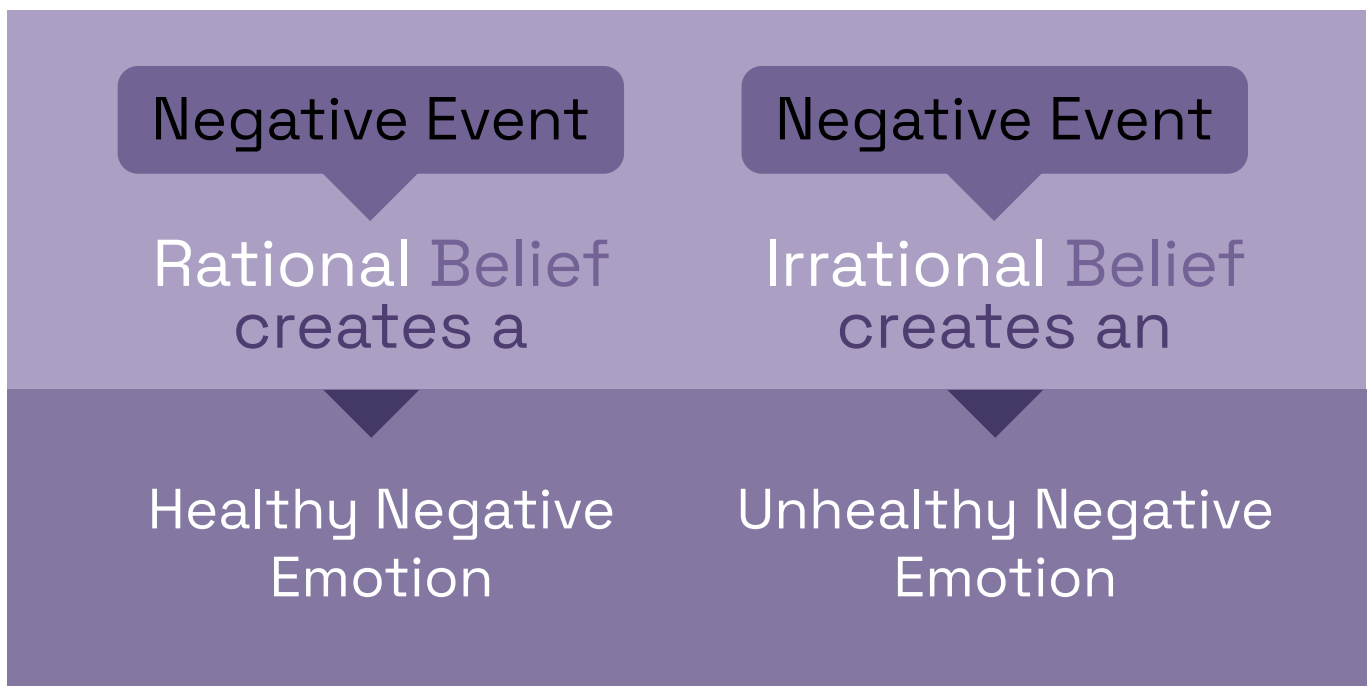 Negative Event
Rational Belief
creates a
Healthy Negative
Emotion
Negative Event
Irrational Belief
creates an
Unhealthy Negative
Emotion